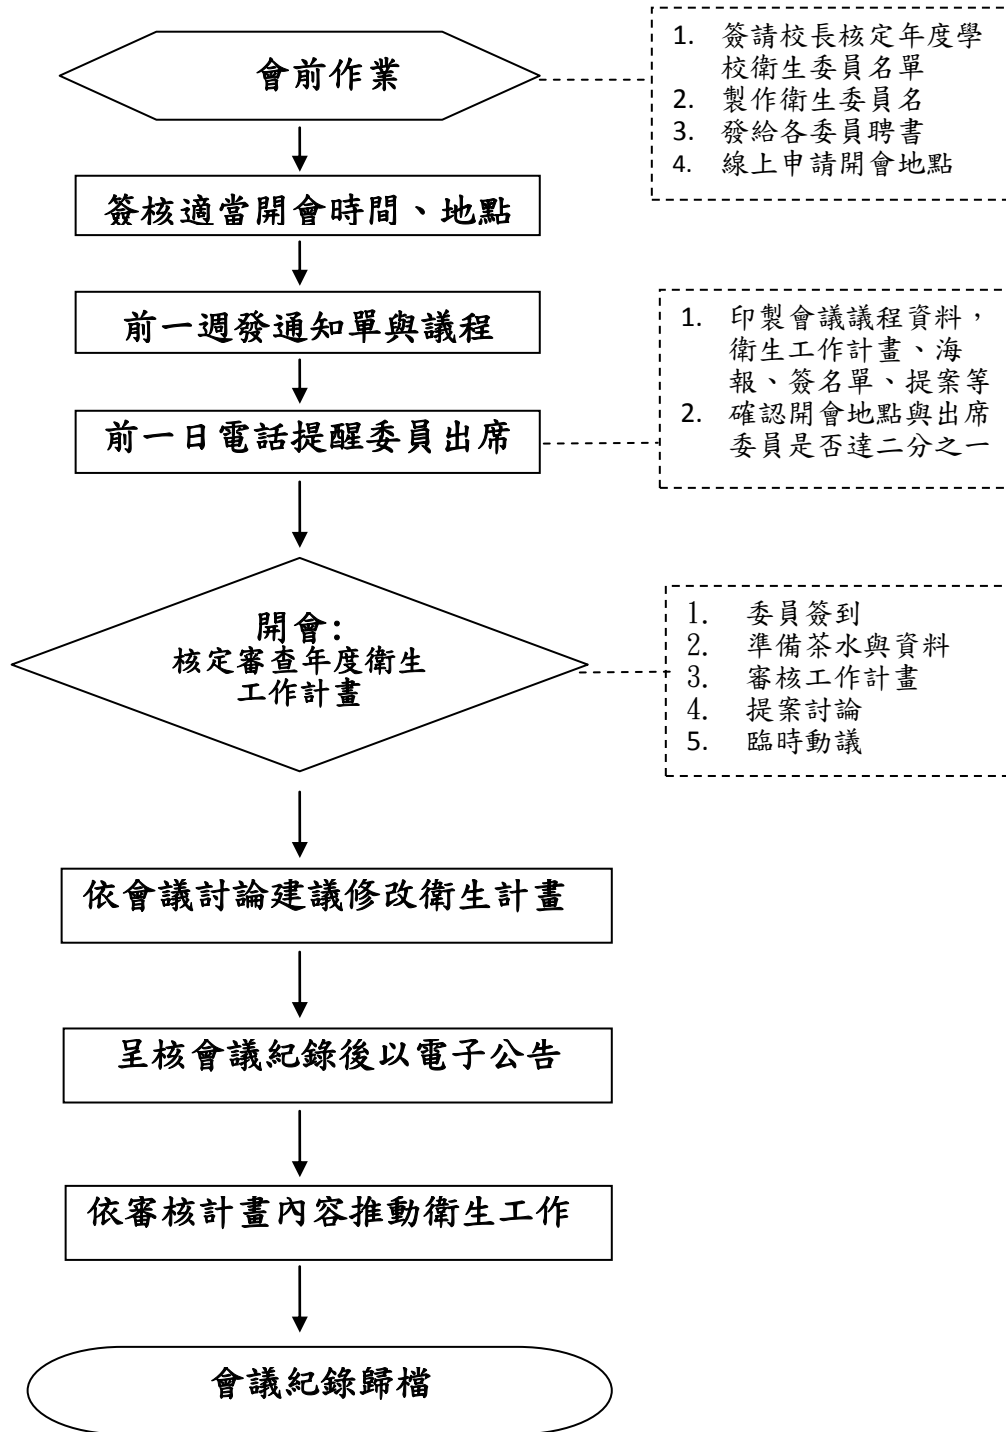 會前作業
1. 簽請校長核定年度學
校衛生委員名單
2. 製作衛生委員名
3. 發給各委員聘書
4. 線上申請開會地點
簽核適當開會時間、地點
前一週發通知單與議程
前一日電話提醒委員出席
1. 印製會議議程資料，
衛生工作計畫、海
報、簽名單、提案等
2. 確認開會地點與出席
委員是否達二分之一
開會:
核定審查年度衛生
工作計畫
1. 委員簽到
2. 準備茶水與資料
3. 審核工作計畫
4. 提案討論
5. 臨時動議
依會議討論建議修改衛生計畫
呈核會議紀錄後以電子公告
依審核計畫內容推動衛生工作
會議紀錄歸檔